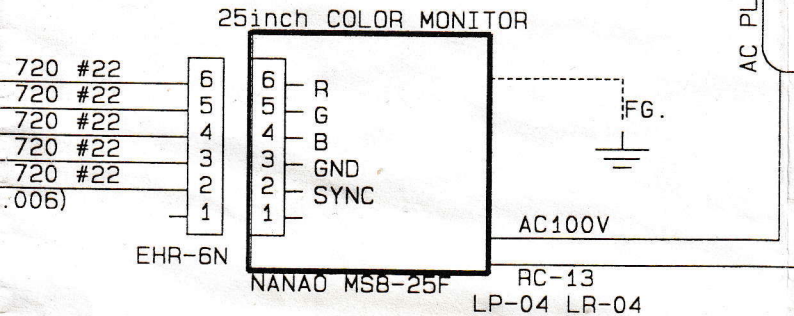 25inch COLOR MONITOR
AC PL
720 #22
720 #22
720 #22
720 #22
720 #22
.006)
6
5
4
3
2
1
6
5
4
3
2
1
R
G
B
GND
SYNC
FG.
AC100V
EHR-6N
NANAO MS8-25F
RC-13
LP-04 LR-04